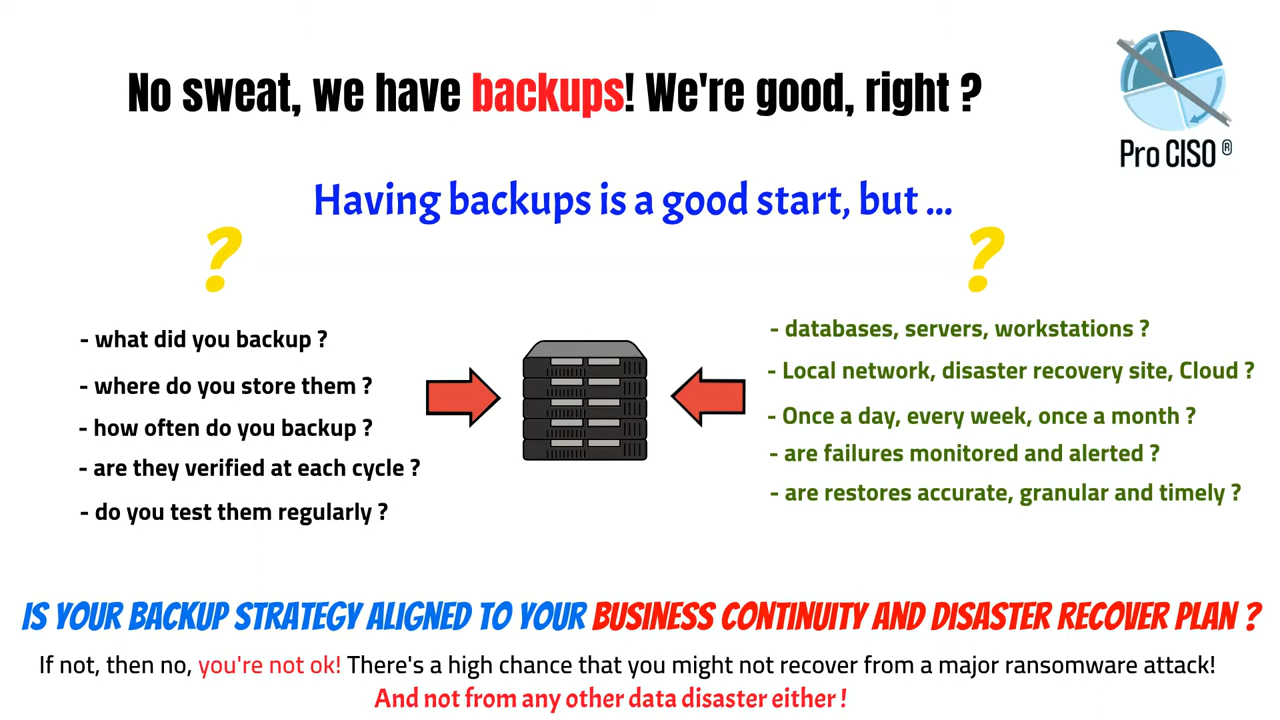 No sweat, we have backups! We're good, right ?
Pro CISO ®
Having backups is a good start, but ...
?
?
- what did you backup ?
- where do you store them ?
- how often do you backup ?
- are they verified at each cycle ?
- do you test them regularly ?
- databases, servers, workstations ?
- Local network, disaster recovery site, Cloud ?
- Once a day, every week, once a month ?
- are failures monitored and alerted ?
- are restores accurate, granular and timely ?
IS YOUR BACKUP STRATEGY ALIGNED TO YOUR BUSINESS CONTINUITY AND DISASTER RECOVER PLAN ?
If not, then no, you're not ok! There's a high chance that you might not recover from a major ransomware attack!
And not from any other data disaster either !